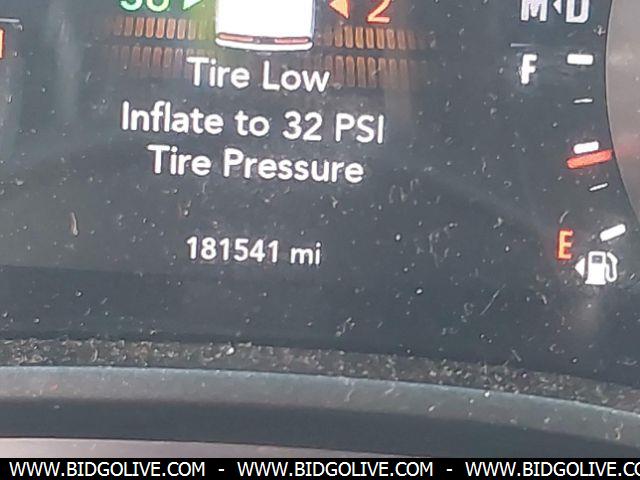 2
M D
F
Tire Low
Inflate to 32 PSI
Tire Pressure
181541 mi
E
WWW.BIDGOLIVE.COM - WWW.BIDGOLIVE.COM - WWW.BIDGOLIVE.CO